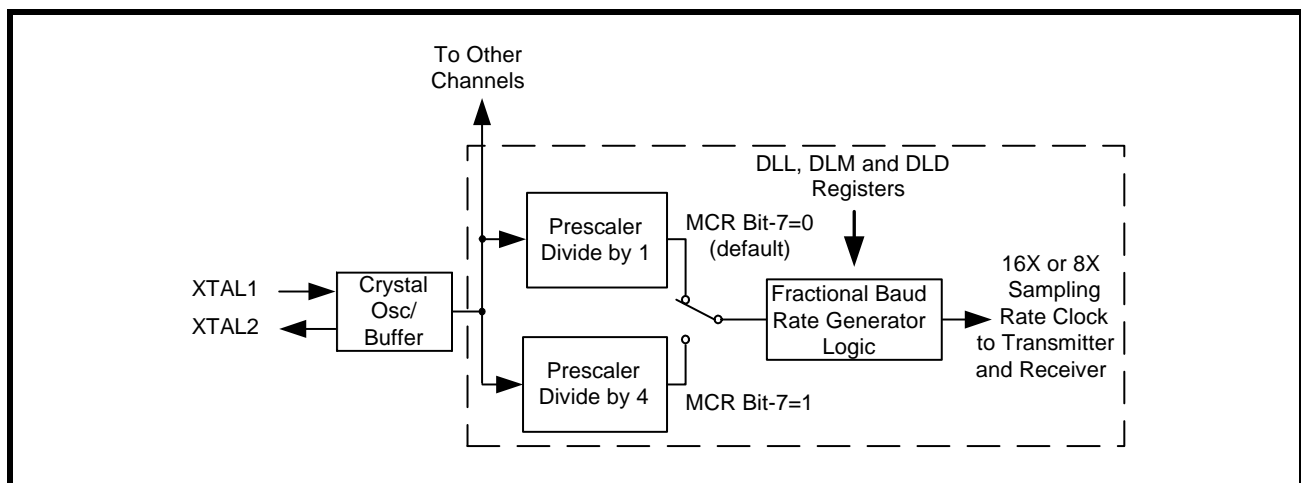 To Other
Channels
DLL, DLM and DLD
Registers
Prescaler
Divide by 1
MCR Bit-7=0
(default)
XTAL1
XTAL2
Crystal
Osc/
Buffer
Fractional Baud
Rate Generator
Logic
16X or 8X
Sampling
Rate Clock
to Transmitter
and Receiver
Prescaler
Divide by 4
MCR Bit-7=1